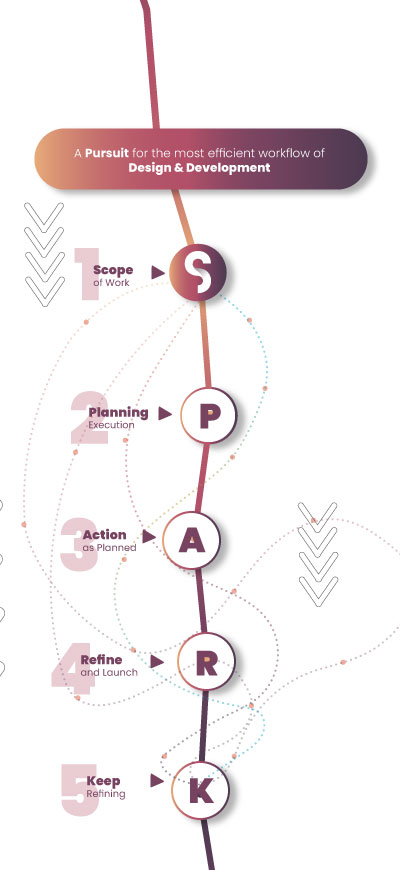 A Pursuit for the most efficient workflow of
Design & Development
1
Scope
of Work
S
2
Planning
Execution
P
3
Action
as Planned
A
4
Refine
and Launch
R
5
Keep
Refining
K